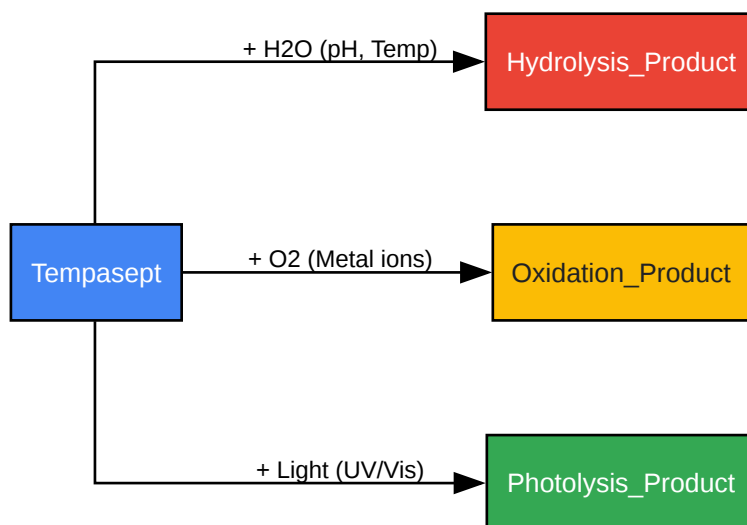 + H2O (pH, Temp)
Hydrolysis_Product
Tempasept
+ O2 (Metal ions)
Oxidation_Product
+ Light (UV/Vis)
Photolysis_Product